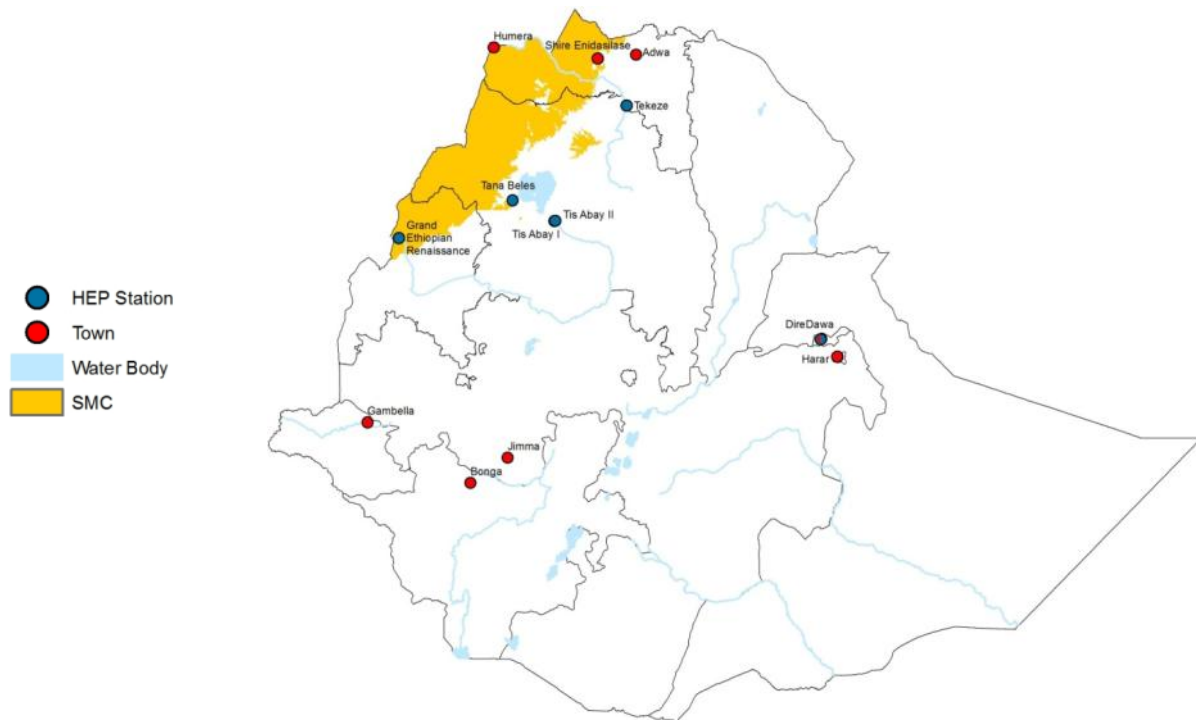 Humera
Shire Enidasilase
Adwa
Tekeze
Tana Beles
Tis Abay II
Tis Abay I
Grand
Ethiopian
Renaissance
HEP Station
Town
Water Body
SMC
DireDawa
Harar
Gambella
Jimma
Bonga